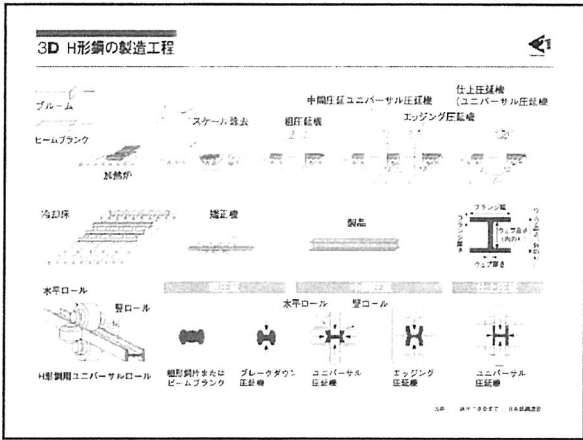 3D H形鋼の製造工程
ブルーム
ビームブランク
加熱炉
スケール除去
粗圧延機
中間圧延ユニバーサル圧延機
エッジング圧延機
仕上圧延機
(ユニバーサル圧延機
冷却床
矯正機
製品
フランジ幅
フランジ厚さ
ウェブ高さ
(内のり)
ウェブ厚さ
水平ロール
竪ロール
H形鋼用ユニバーサルロール
水平ロール
竪ロール
粗形鋼片または
ビームブランク
ブレークダウン
圧延機
ユニバーサル
圧延機
エッジング
圧延機
ユニバーサル
圧延機